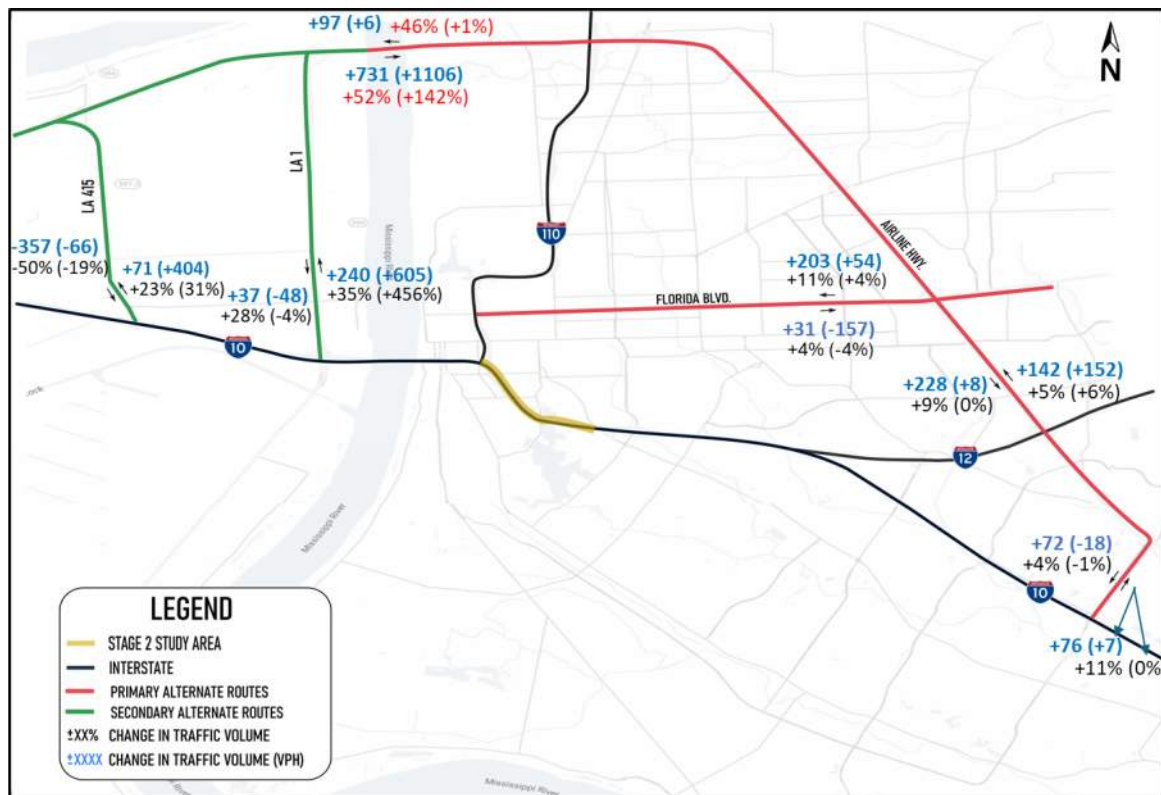 +97 (+6)
+46% (+1%)
+731 (+1106)
+52% (+142%)
N
LA 415
LA 1
Mississippi
110
AIRLINE HWY.
-357 (-66)
-50% (-19%)
+71 (+404)
+23% (31%)
+37 (-48)
+28% (-4%)
+240 (+605)
+35% (+456%)
+203 (+54)
+11% (+4%)
FLORIDA BLVD.
+31 (-157)
+4% (-4%)
10
+142 (+152)
+5% (+6%)
+228 (+8)
+9% (0%)
12
Mississippi River
+72 (-18)
+4% (-1%)
10
+76 (+7)
+11% (0%
LEGEND
STAGE 2 STUDY AREA
INTERSTATE
PRIMARY ALTERNATE ROUTES
SECONDARY ALTERNATE ROUTES
±XX% CHANGE IN TRAFFIC VOLUME
±XXXX CHANGE IN TRAFFIC VOLUME (VPH)
Mississippi River